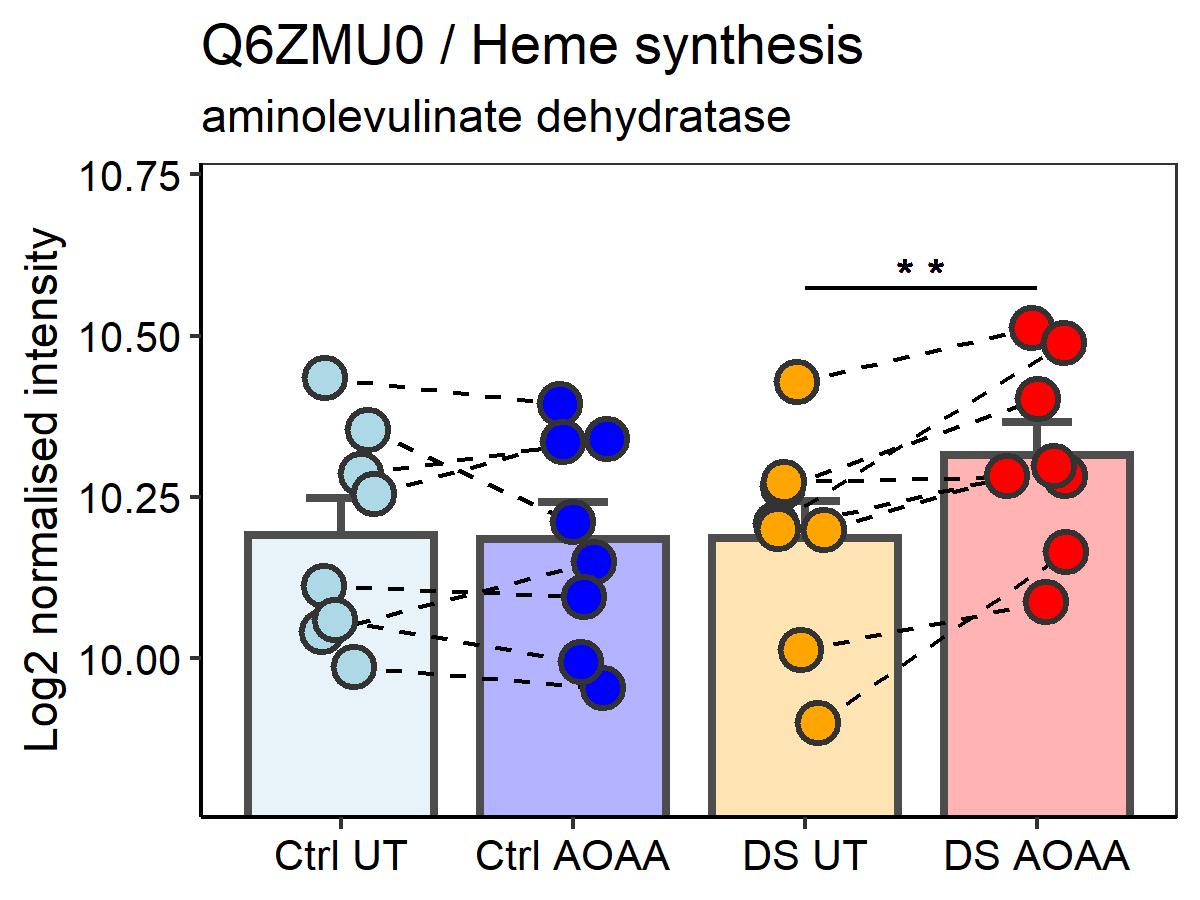 Q6ZMU0 / Heme synthesis
aminolevulinate dehydratase
Log2 normalised intensity
10.75
10.50
10.25
10.00
* *
Ctrl UT
Ctrl AOAA
DS UT
DS AOAA